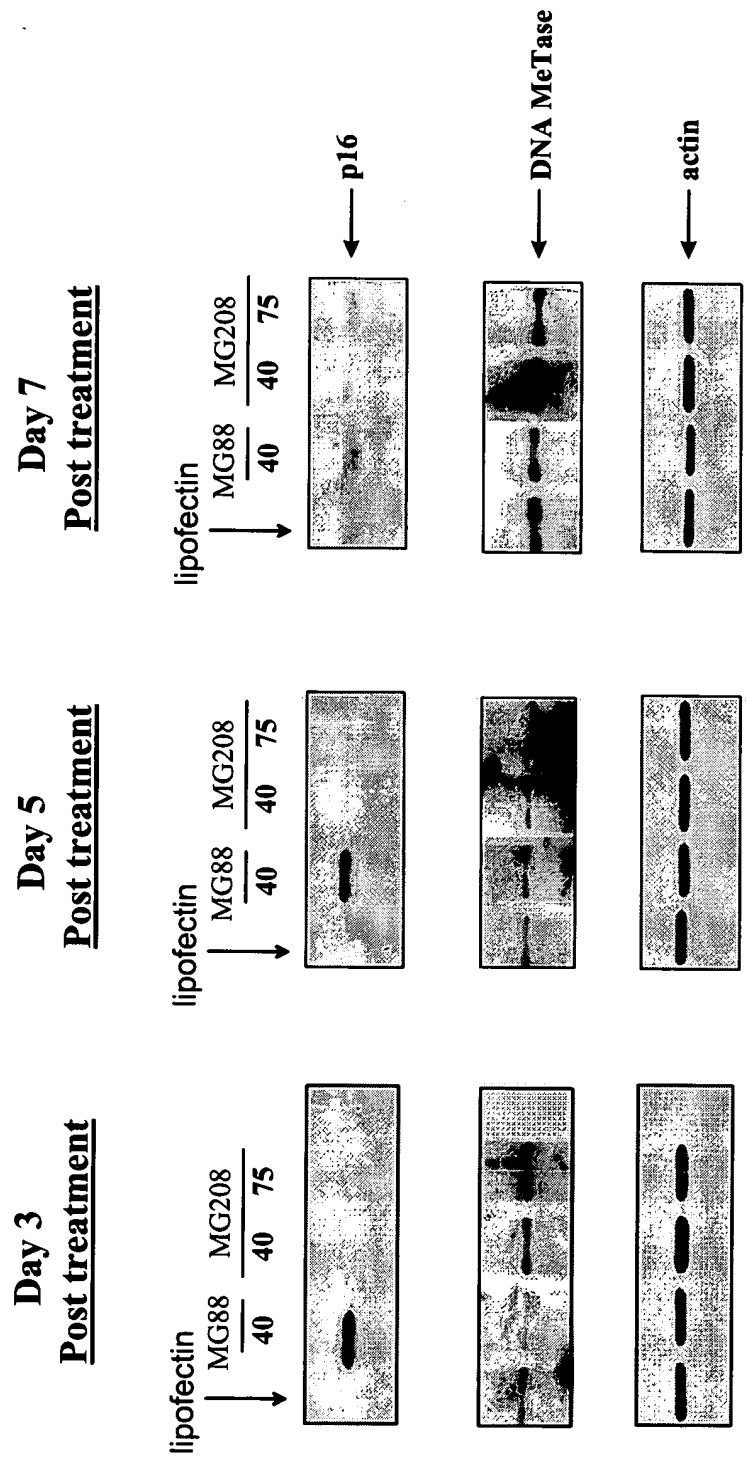 Day 3
Post treatment
lipofectin
MG88 MG208
40 40 75
Day 5
Post treatment
lipofectin
MG88 MG208
40 40 75
Day 7
Post treatment
lipofectin
MG88 MG208
40 40 75
p16
DNA MeTase
actin